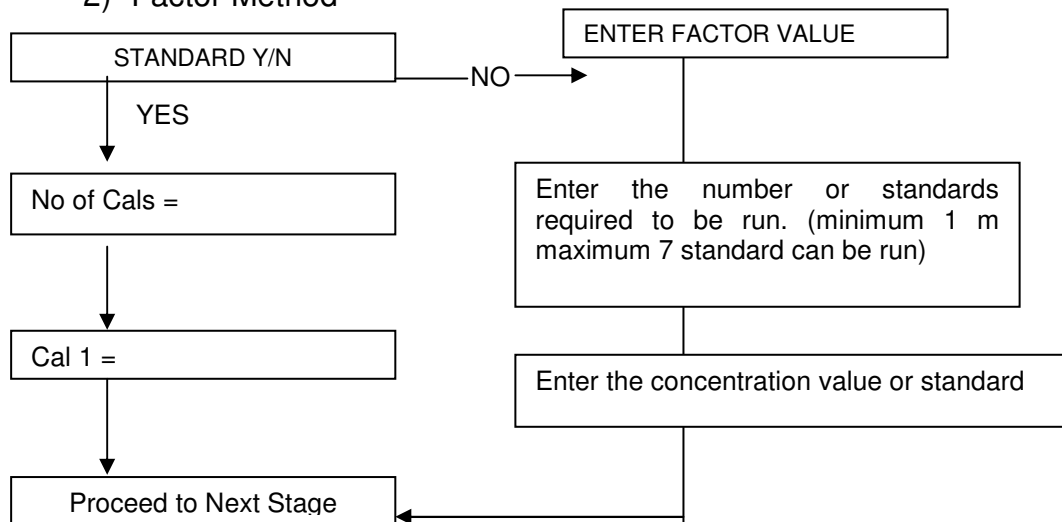 2) Factor Method
STANDARD Y/N
ENTER FACTOR VALUE
NO
YES
No of Cals =
Enter the number or standards
required to be run. (minimum 1 m
maximum 7 standard can be run)
Cal 1 =
Enter the concentration value or standard
Proceed to Next Stage